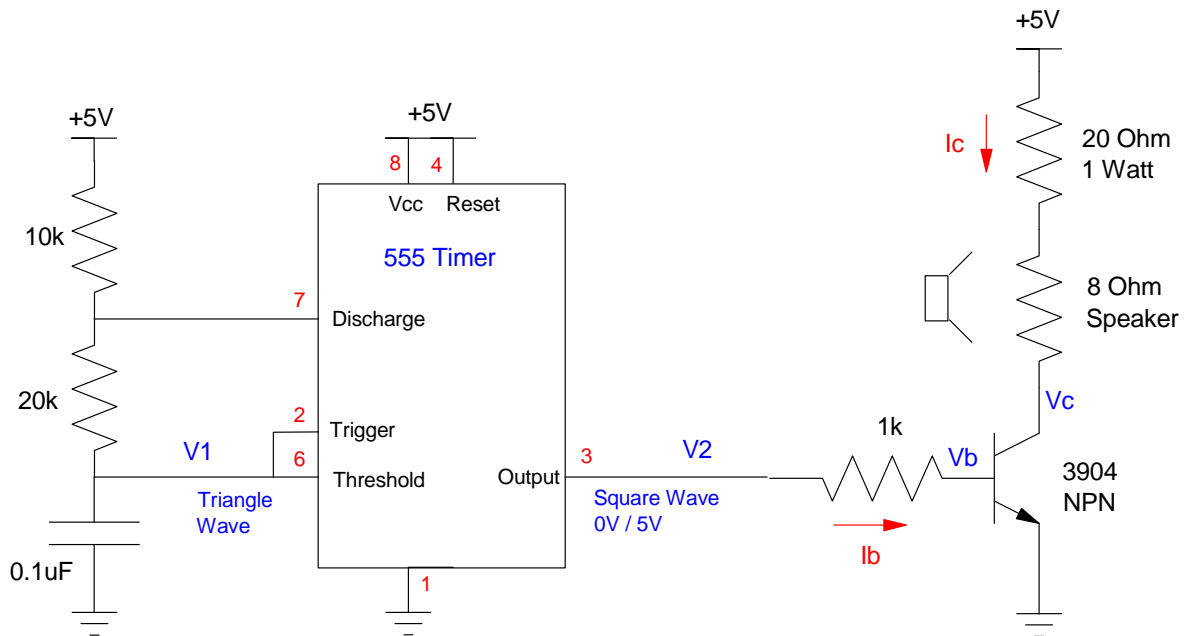 +5V
10k
20k
0.1uF
V1
Triangle
Wave
+5V
8
4
Vcc
Reset
555 Timer
7
Discharge
2
Trigger
6
Threshold
Output
3
1
V2
Square Wave
0V / 5V
1k
Ib
Vb
+5V
Ic
20 Ohm
1 Watt
8 Ohm
Speaker
Vc
3904
NPN